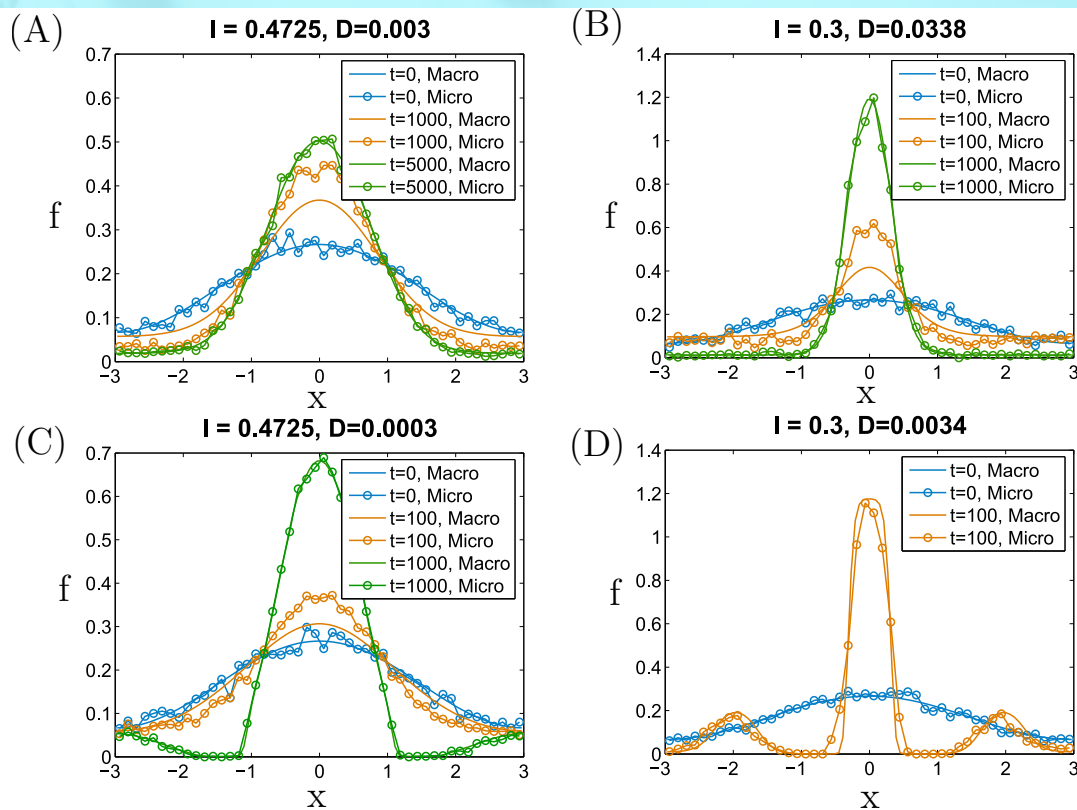 (A)
I = 0.4725, D=0.003
0.7
0.6
0.5
0.4
0.3
0.2
0.1
0
f
t=0, Macro
t=0, Micro
t=1000, Macro
t=1000, Micro
t=5000, Macro
t=5000, Micro
−3 −2 −1 0 1 2 3
x
(B)
I = 0.3, D=0.0338
1.4
1.2
1
0.8
0.6
0.4
0.2
0
f
t=0, Macro
t=0, Micro
t=100, Macro
t=100, Micro
t=1000, Macro
t=1000, Micro
−3 −2 −1 0 1 2 3
x
(C)
I = 0.4725, D=0.0003
0.7
0.6
0.5
0.4
0.3
0.2
0.1
0
f
t=0, Macro
t=0, Micro
t=100, Macro
t=100, Micro
t=1000, Macro
t=1000, Micro
−3 −2 −1 0 1 2 3
x
(D)
I = 0.3, D=0.0034
1.4
1.2
1
0.8
0.6
0.4
0.2
0
f
t=0, Macro
t=0, Micro
t=100, Macro
t=100, Micro
−3 −2 −1 0 1 2 3
x